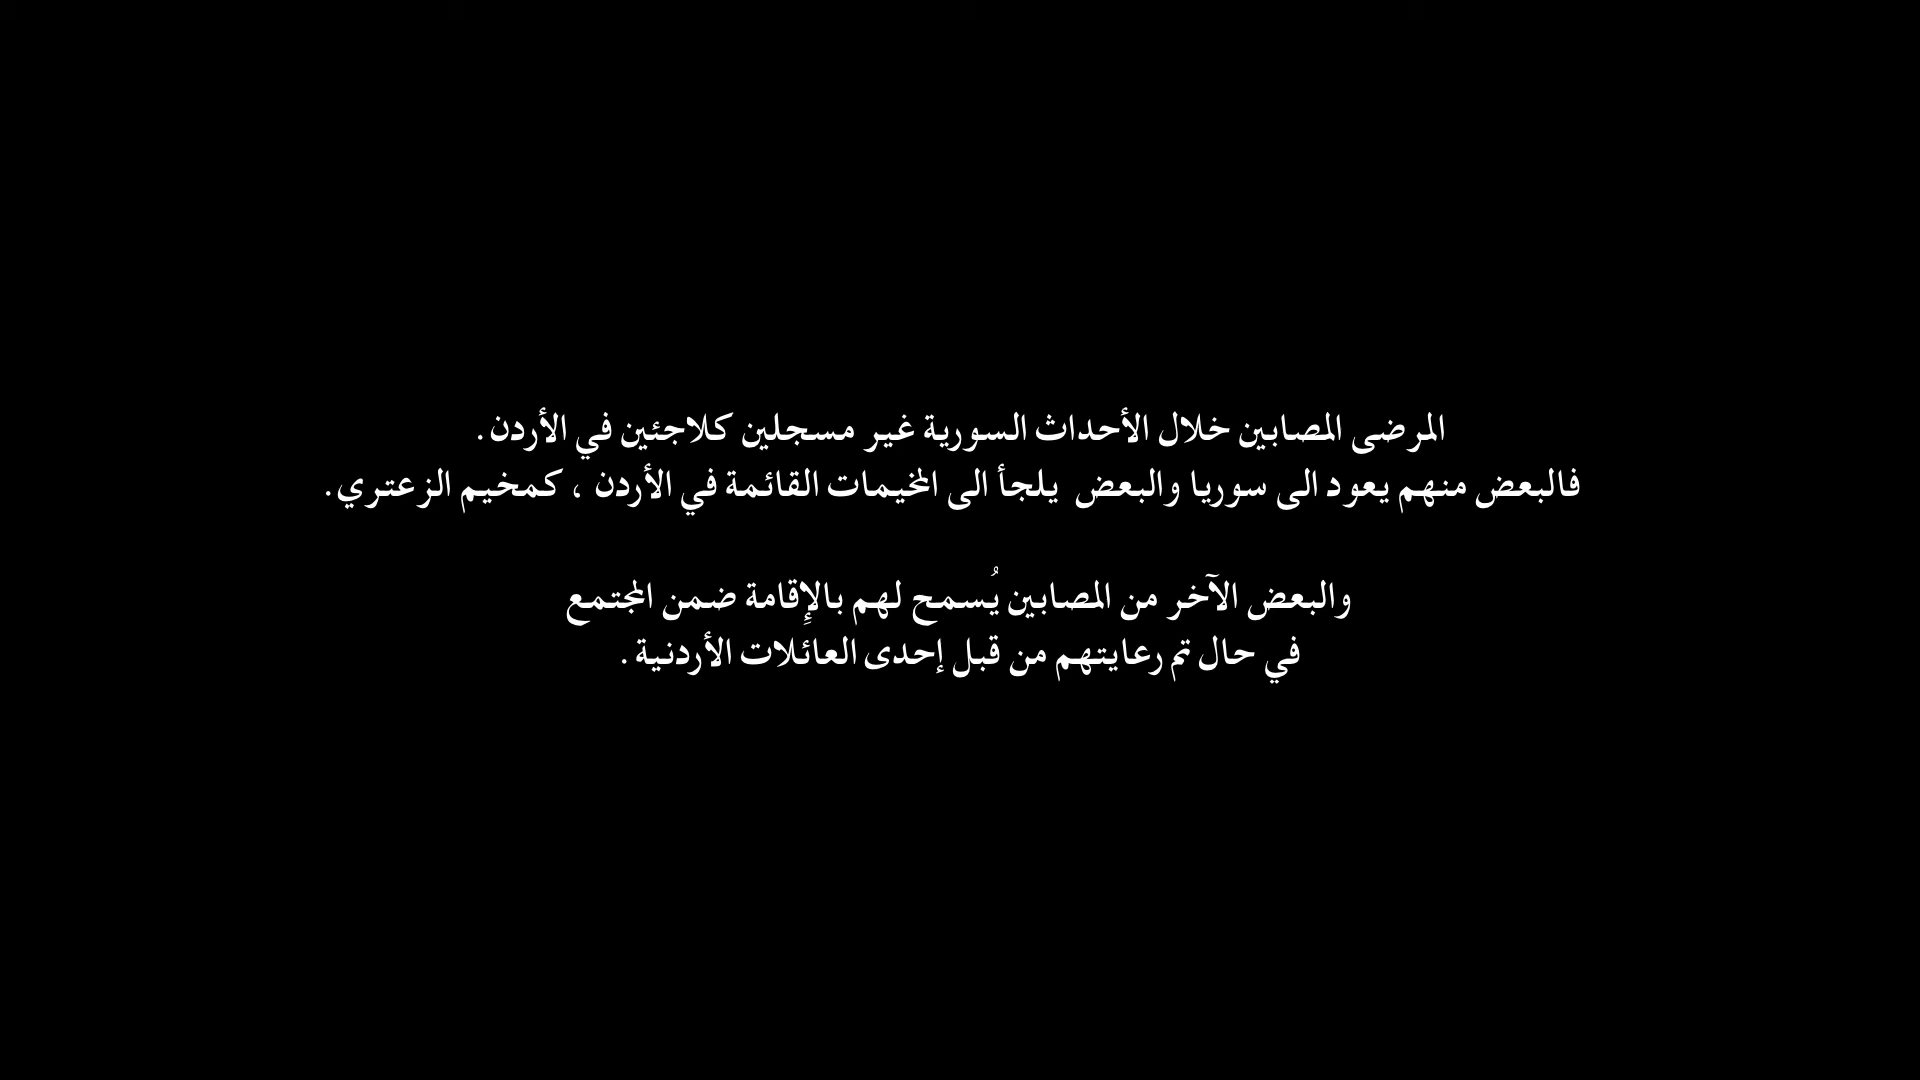 المرضى المصابين خلال الأحداث السورية غير مسجلين كلاجئين في الأردن.
فالبعض منهم يعود الى سوريا والبعض يلجأ الى المخيمات القائمة في الأردن ، كمخيم الزعتري.
والبعض الآخر من المصابين يُسمح لهم بالإِقامة ضمن المجتمع
في حال تم رعايتهم من قبل إحدى العائلات الأردنية .